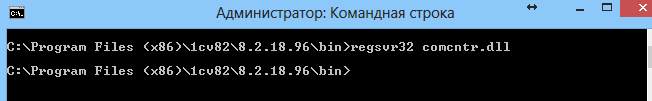 Администратор: Командная строка
C:\Program Files (x86)\1cv82\8.2.18.96\bin>regsvr32 comcntr.dll
C:\Program Files (x86)\1cv82\8.2.18.96\bin>